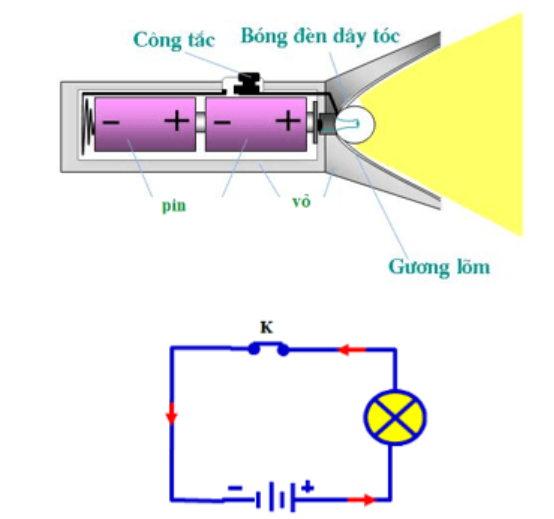 Công tắc
Bóng đèn dây tóc
− + − +
pin
vỏ
Gương lõm
K
− +